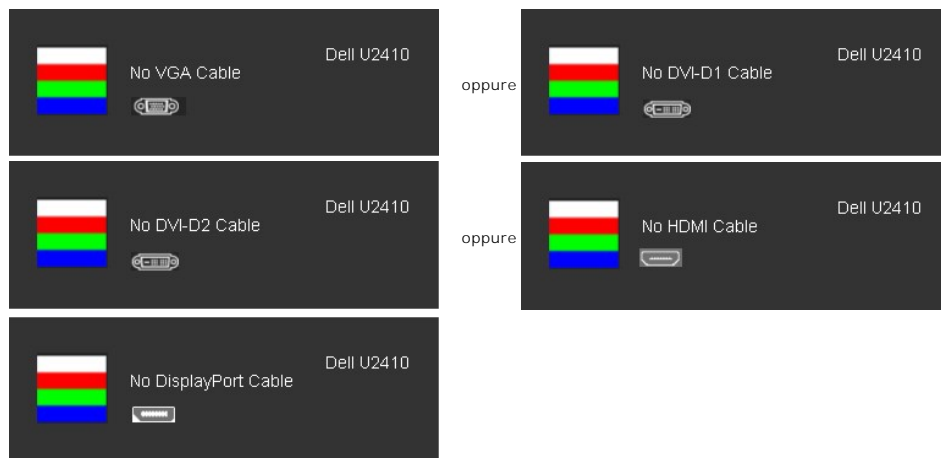 Dell U2410
No VGA Cable
oppure
Dell U2410
No DVI-D1 Cable
Dell U2410
No DVI-D2 Cable
oppure
Dell U2410
No HDMI Cable
Dell U2410
No DisplayPort Cable